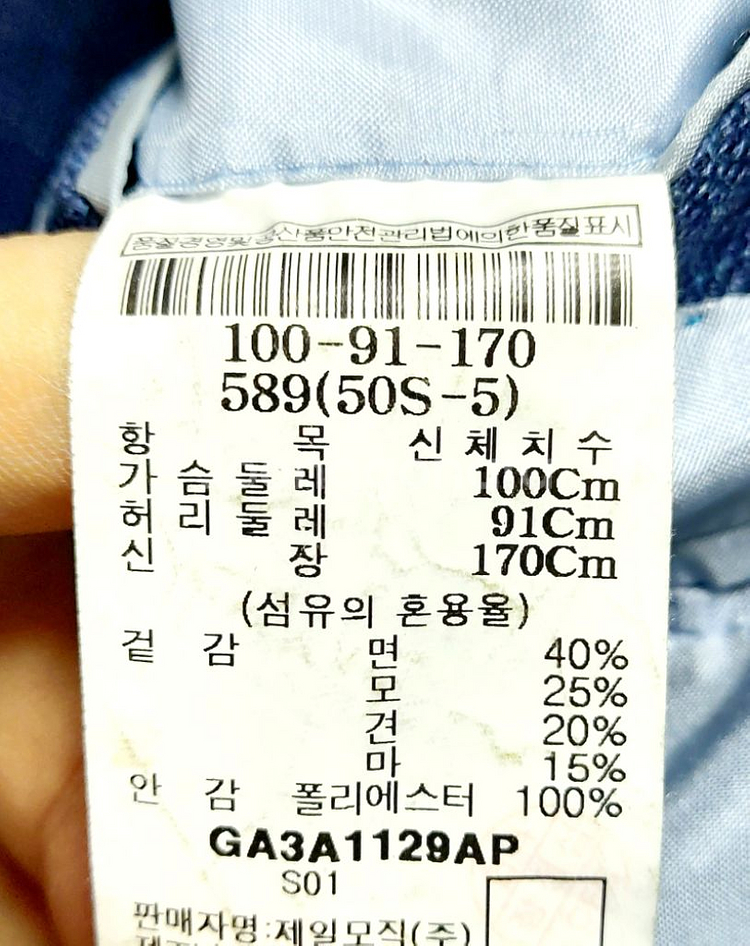 품질경영및공산품안전관리법에의한품질표시
100-91-170
589(50S-5)
항 목 신체치수
가슴둘레 100Cm
허리둘레 91Cm
신 장 170Cm
(섬유의 혼용율)
겉 감 면 40%
모 25%
견 20%
마 15%
안 감 폴리에스터 100%
GA3A1129AP
S01
판매자명:제일모직(주)